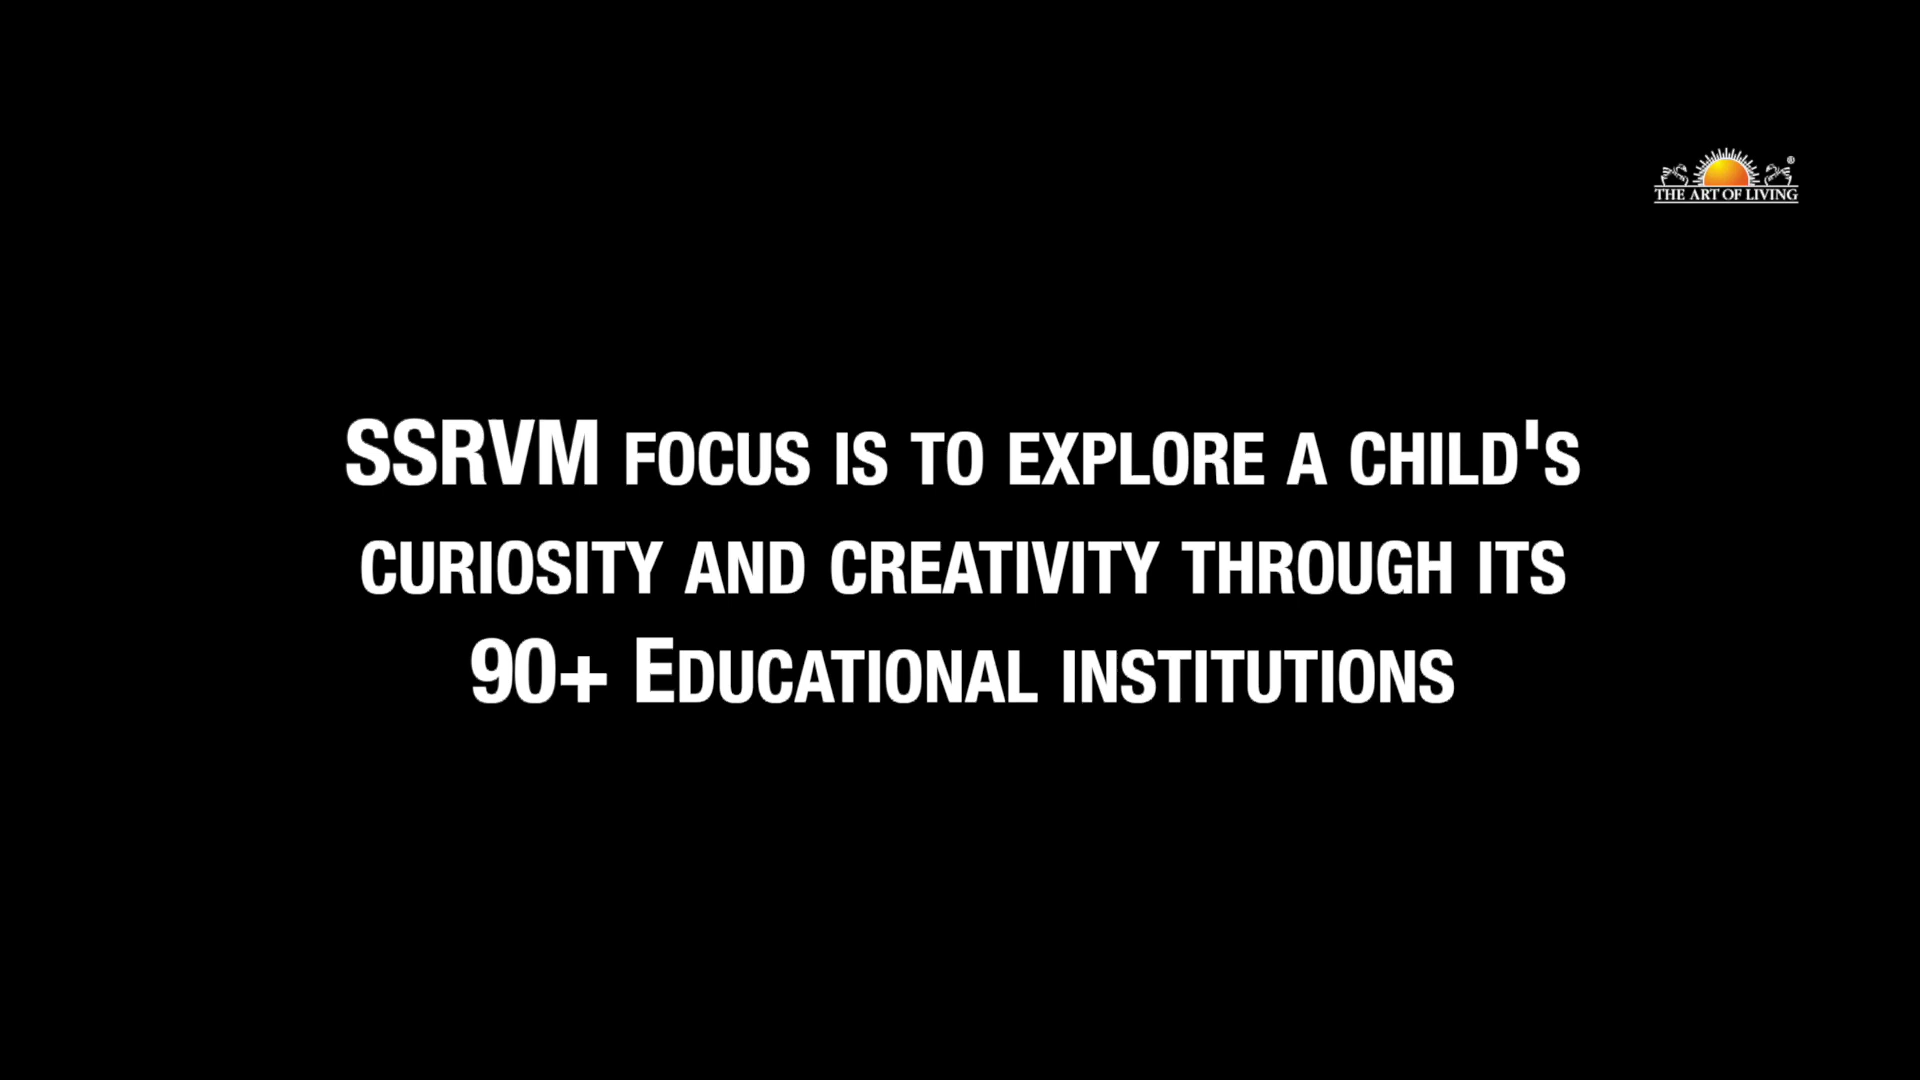 THE ART OF LIVING
SSRVM FOCUS IS TO EXPLORE A CHILD'S
CURIOSITY AND CREATIVITY THROUGH ITS
90+ EDUCATIONAL INSTITUTIONS